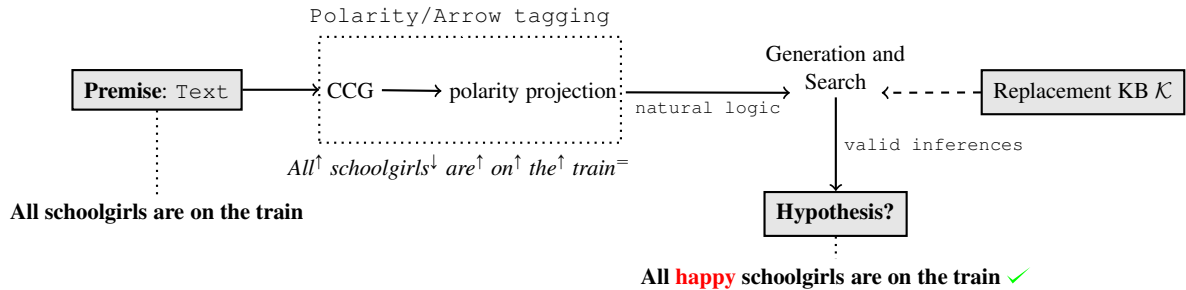 Polarity/Arrow tagging
Premise: Text
CCG
polarity projection
natural logic
Generation and
Search
Replacement KB 𝒦
All↑ schoolgirls↓ are↑ on↑ the↑ train=
valid inferences
All schoolgirls are on the train
Hypothesis?
All happy schoolgirls are on the train ✓